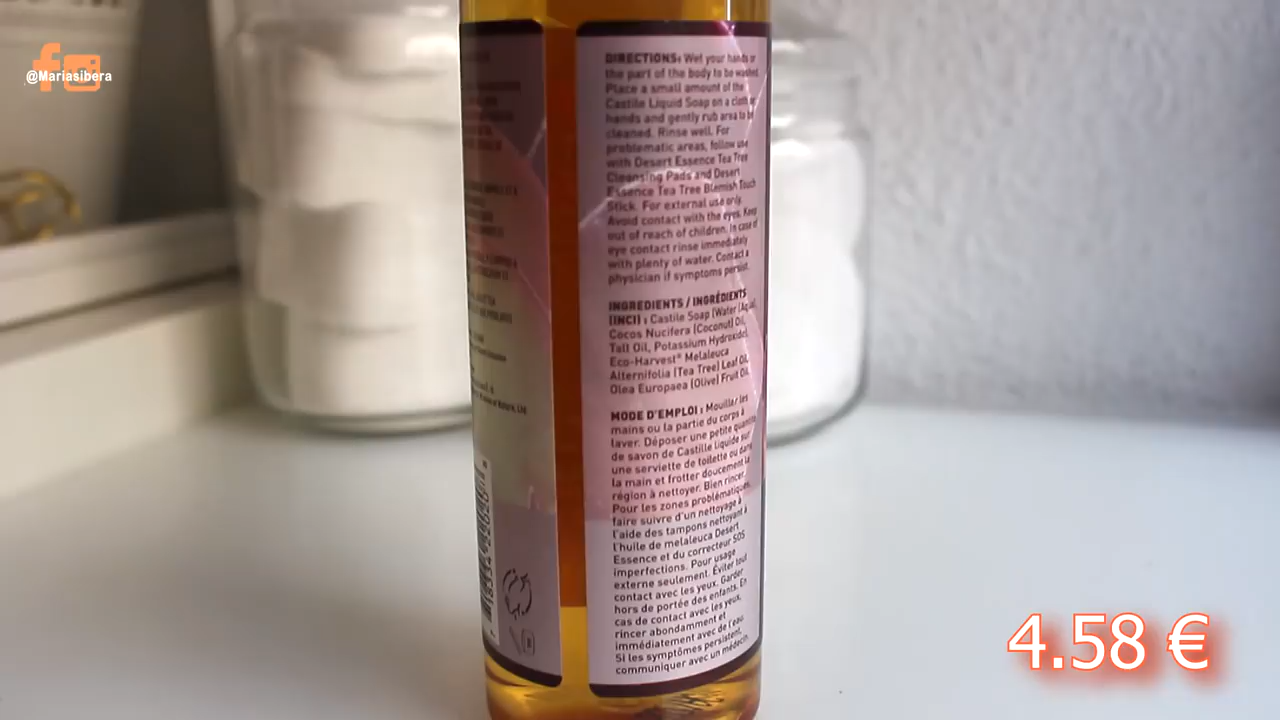 @Mariasibera
DIRECTIONS: Wet your hands or
the part of the body to be washed.
Place a small amount of the
Castile Liquid Soap on a cloth or
hands and gently rub area to be
cleaned. Rinse well. For
problematic areas, follow use
with Desert Essence Tea Tree
Cleansing Pads and Desert
Essence Tea Tree Blemish Touch
Stick. For external use only.
Avoid contact with the eyes. Keep
out of reach of children. In case of
eye contact rinse immediately
with plenty of water. Contact a
physician if symptoms persist.
INGREDIENTS / INGRÉDIENTS
(INCI) : Castile Soap [Water (Aqua),
Cocos Nucifera (Coconut) Oil,
Tall Oil, Potassium Hydroxide],
Eco-Harvest® Melaleuca
Alternifolia (Tea Tree) Leaf Oil,
Olea Europaea (Olive) Fruit Oil.
MODE D'EMPLOI : Mouiller les
mains ou la partie du corps à
laver. Déposer une petite quantité
de savon de Castille liquide sur
une serviette de toilette ou dans
la main et frotter doucement la
région à nettoyer. Bien rincer.
Pour les zones problématiques,
faire suivre d'un nettoyage à
l'aide des tampons nettoyant à
l'huile de melaleuca Desert
Essence et du correcteur SOS
imperfections. Pour usage
externe seulement. Éviter tout
contact avec les yeux. Garder
hors de portée des enfants. En
cas de contact avec les yeux,
rincer abondamment et
immédiatement avec de l'eau.
Si les symptômes persistent,
communiquer avec un médecin.
4.58 €